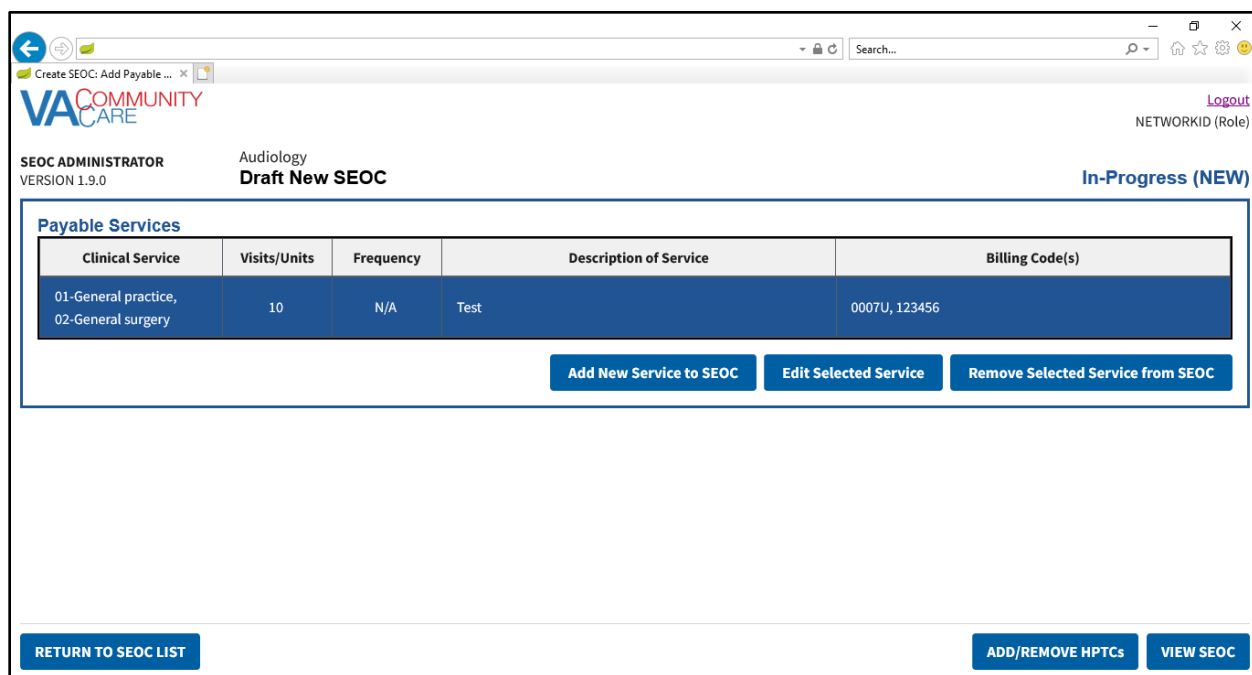 Search...
Create SEOC: Add Payable ...
VA COMMUNITY CARE
Logout
NETWORKID (Role)
SEOC ADMINISTRATOR
VERSION 1.9.0
Audiology
Draft New SEOC
In-Progress (NEW)
Payable Services
Clinical Service Visits/Units Frequency Description of Service Billing Code(s)
01-General practice,
02-General surgery
10 N/A Test 0007U, 123456
Add New Service to SEOC Edit Selected Service Remove Selected Service from SEOC
RETURN TO SEOC LIST ADD/REMOVE HPTCs VIEW SEOC